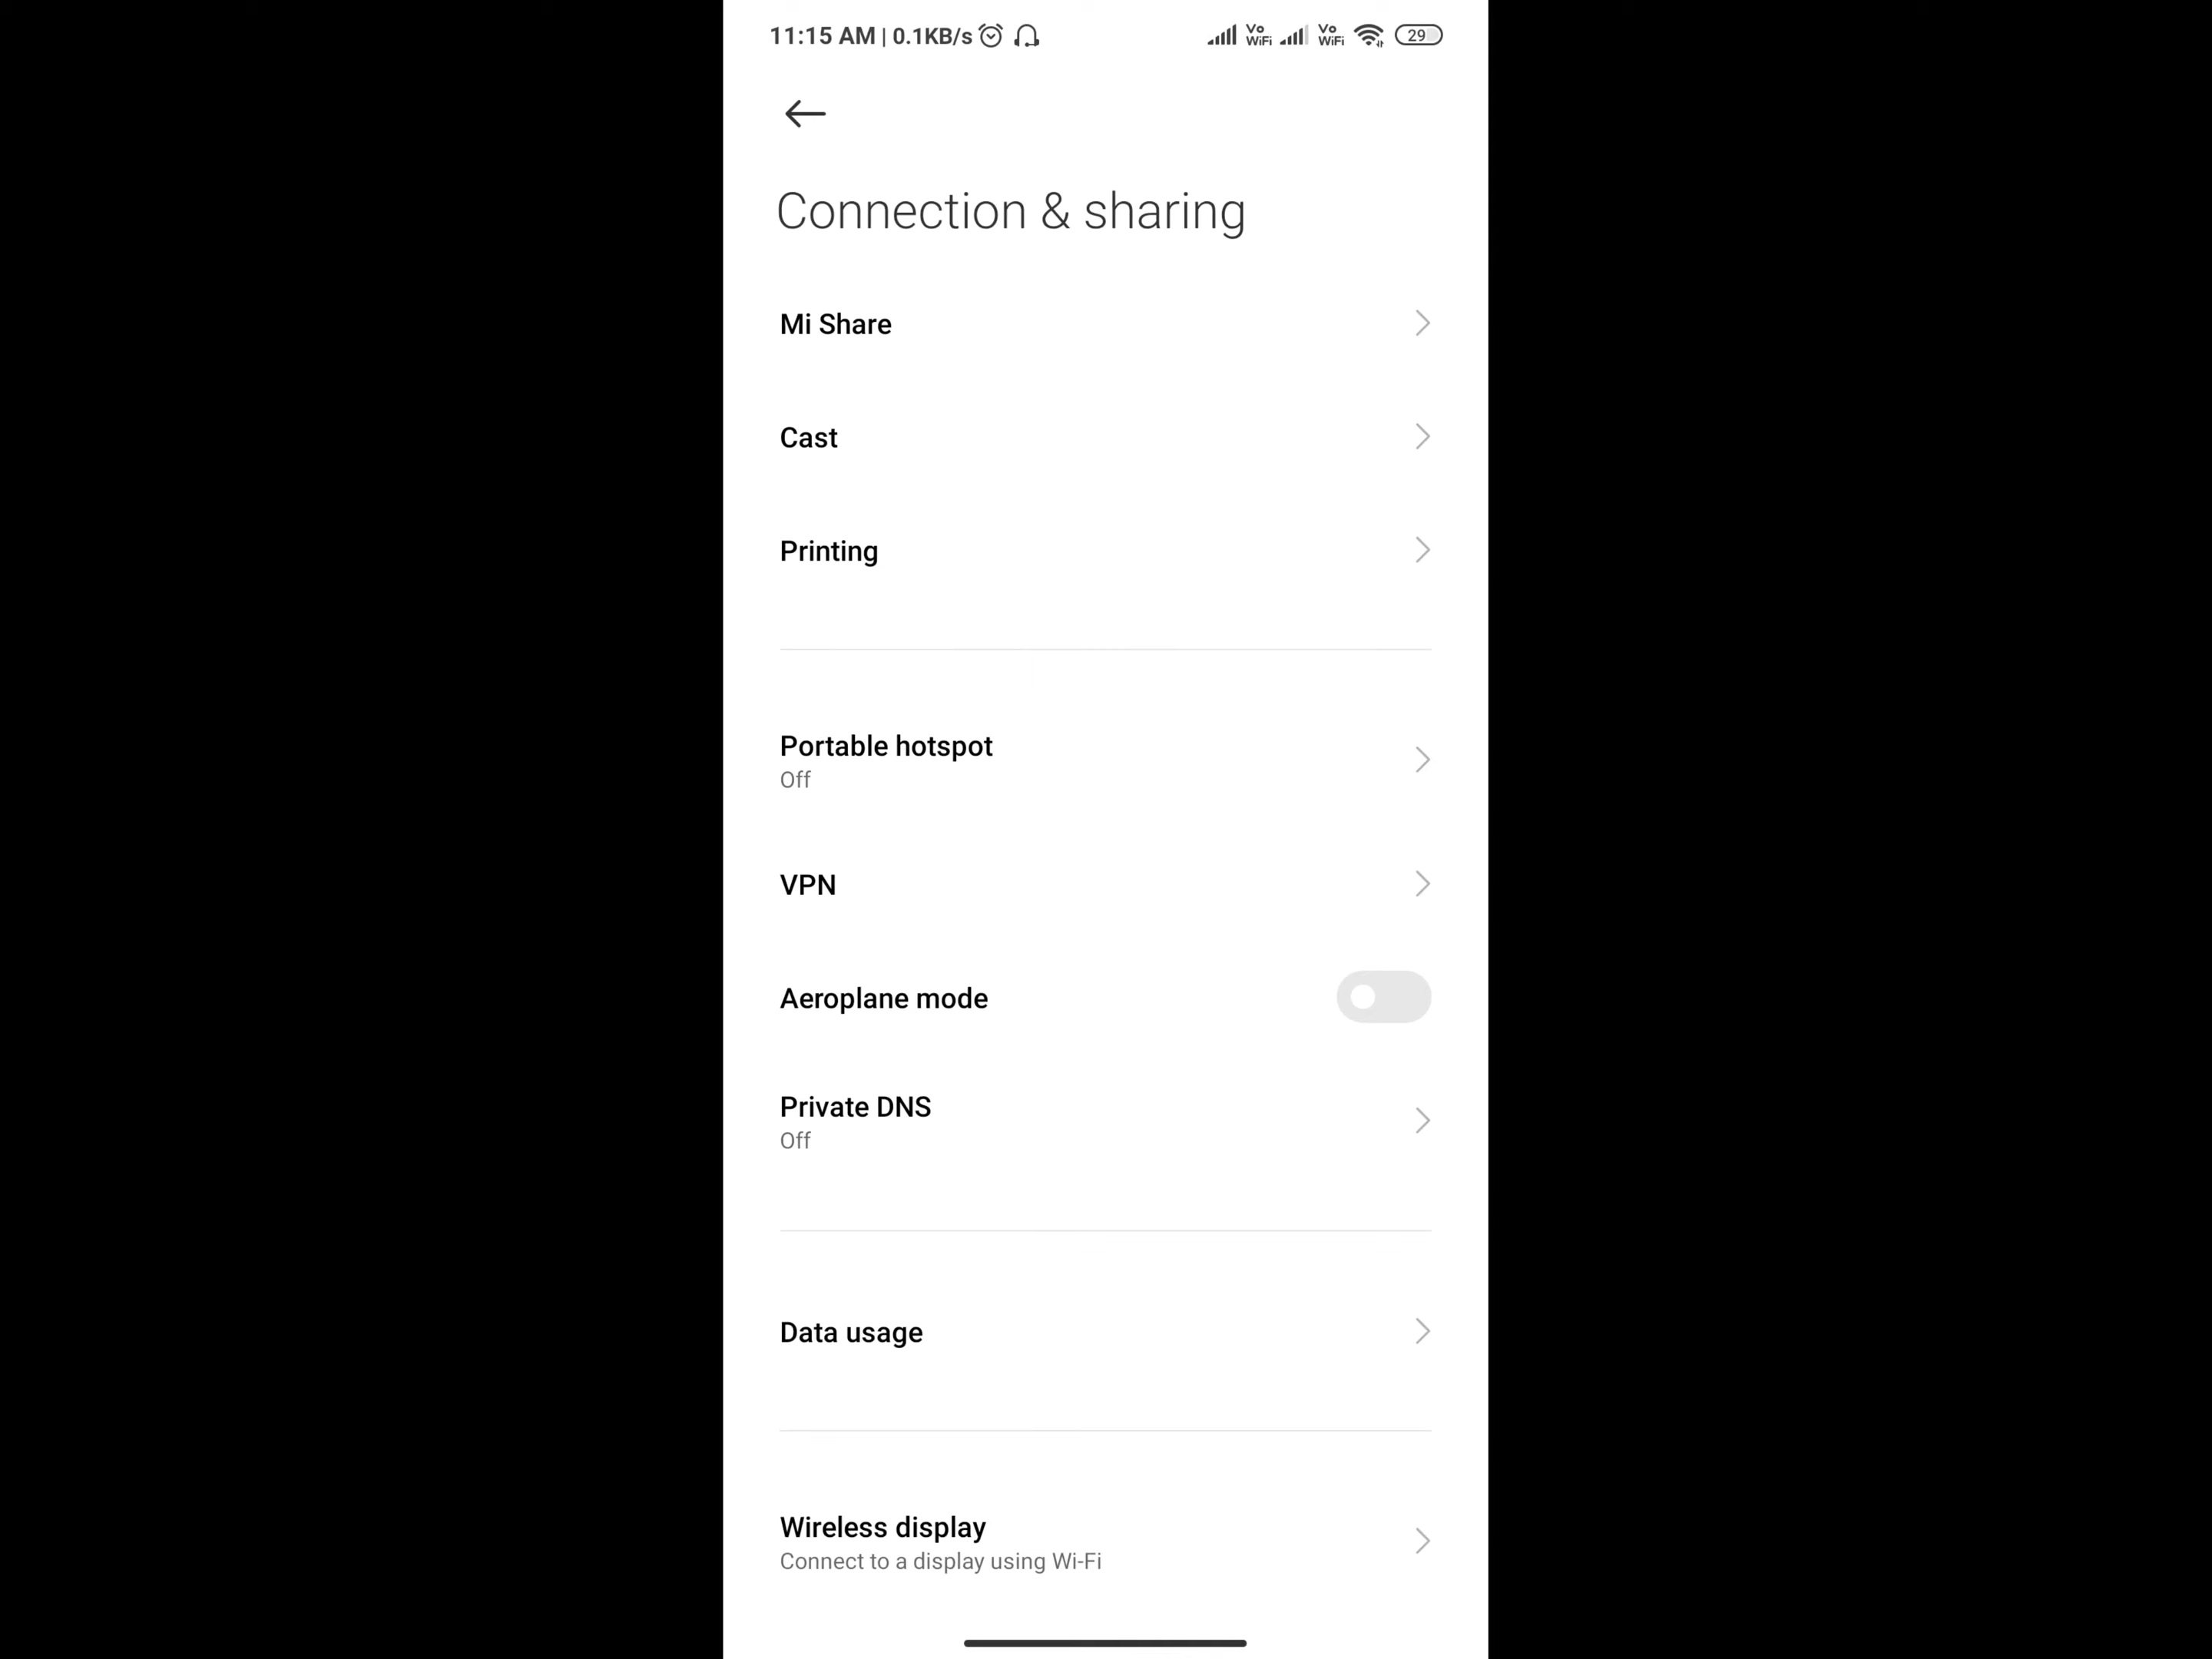 11:15 AM | 0.1KB/s Vo WiFi Vo WiFi 29
Connection & sharing
Mi Share
Cast
Printing
Portable hotspot
Off
VPN
Aeroplane mode
Private DNS
Off
Data usage
Wireless display
Connect to a display using Wi-Fi